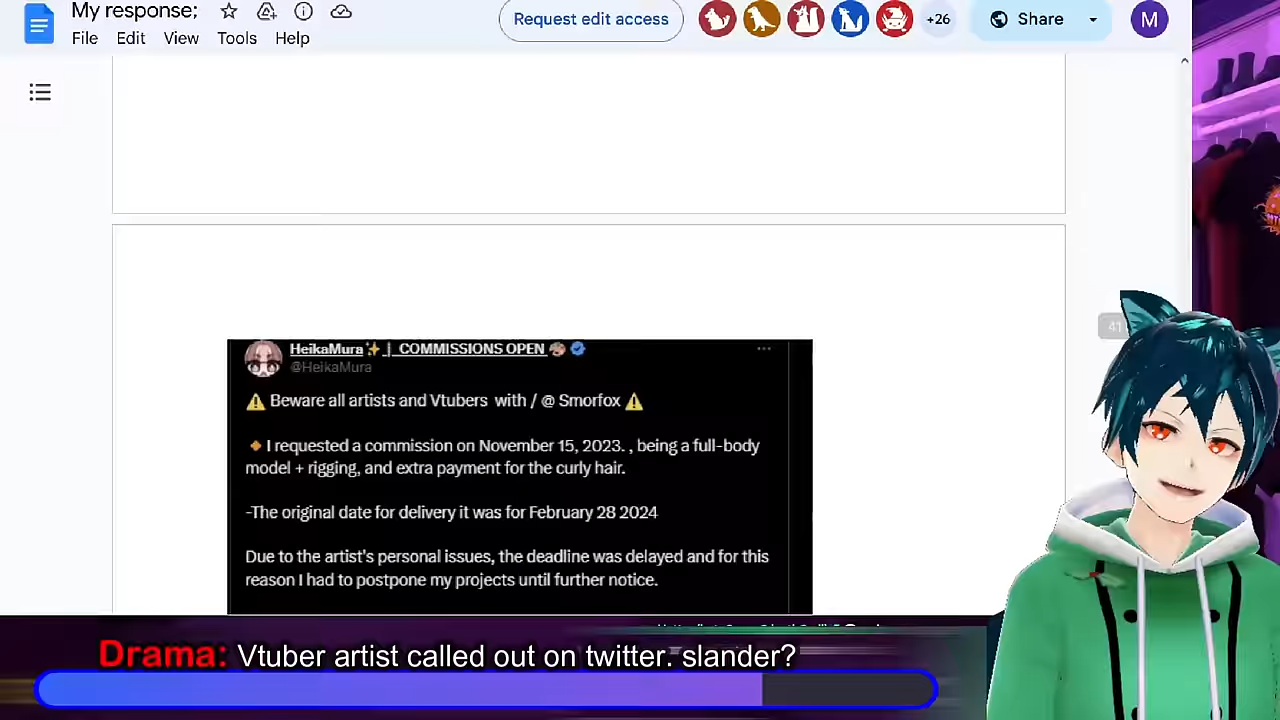 My response;
Request edit access
+26
Share
M
File Edit View Tools Help
41
HeikaMura✨ | COMMISSIONS OPEN
@HeikaMura
⚠️ Beware all artists and Vtubers with / @ Smorfox ⚠️
🔸I requested a commission on November 15, 2023. , being a full-body
model + rigging, and extra payment for the curly hair.
-The original date for delivery it was for February 28 2024
Due to the artist's personal issues, the deadline was delayed and for this
reason I had to postpone my projects until further notice.
Drama: Vtuber artist called out on twitter. slander?